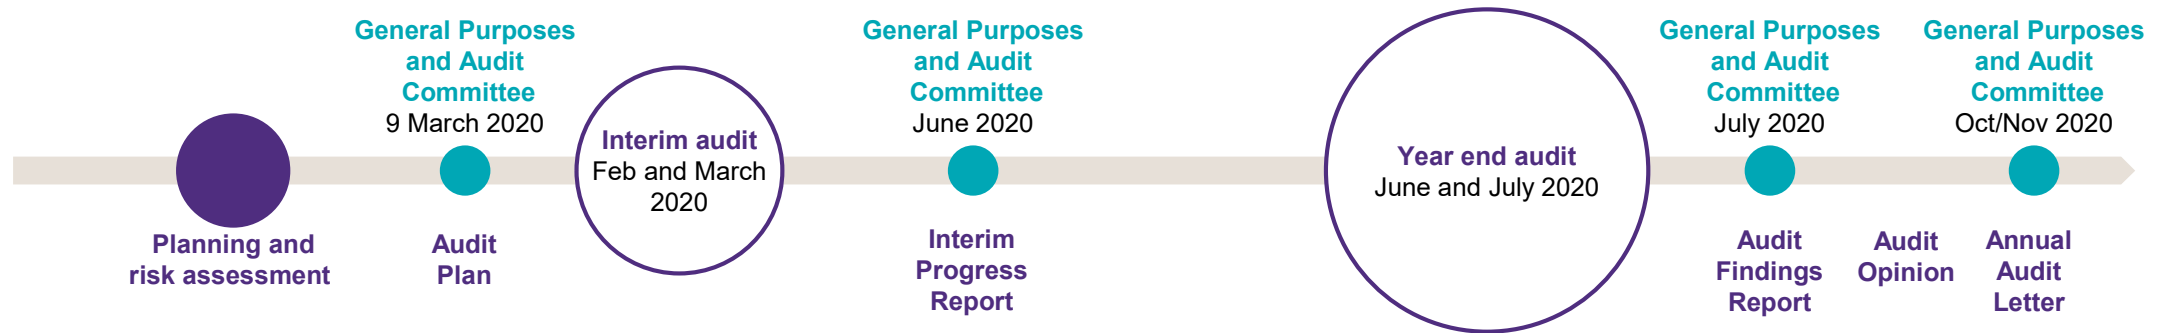 General Purposes
and Audit
Committee
9 March 2020
General Purposes
and Audit
Committee
June 2020
General Purposes
and Audit
Committee
July 2020
General Purposes
and Audit
Committee
Oct/Nov 2020
Interim audit
Feb and March
2020
Year end audit
June and July 2020
Planning and
risk assessment
Audit
Plan
Interim
Progress
Report
Audit
Findings
Report
Audit
Opinion
Annual
Audit
Letter